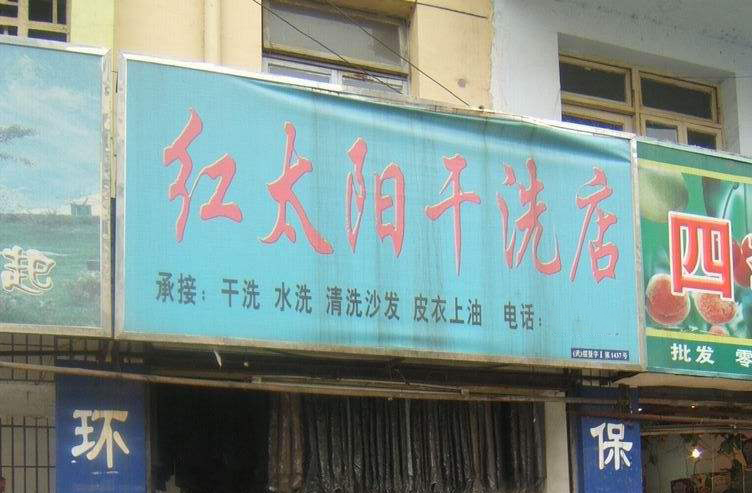 红太阳干洗店
承接：干洗 水洗 清洗沙发 皮衣上油 电话：
四
批发 零
起
环
保